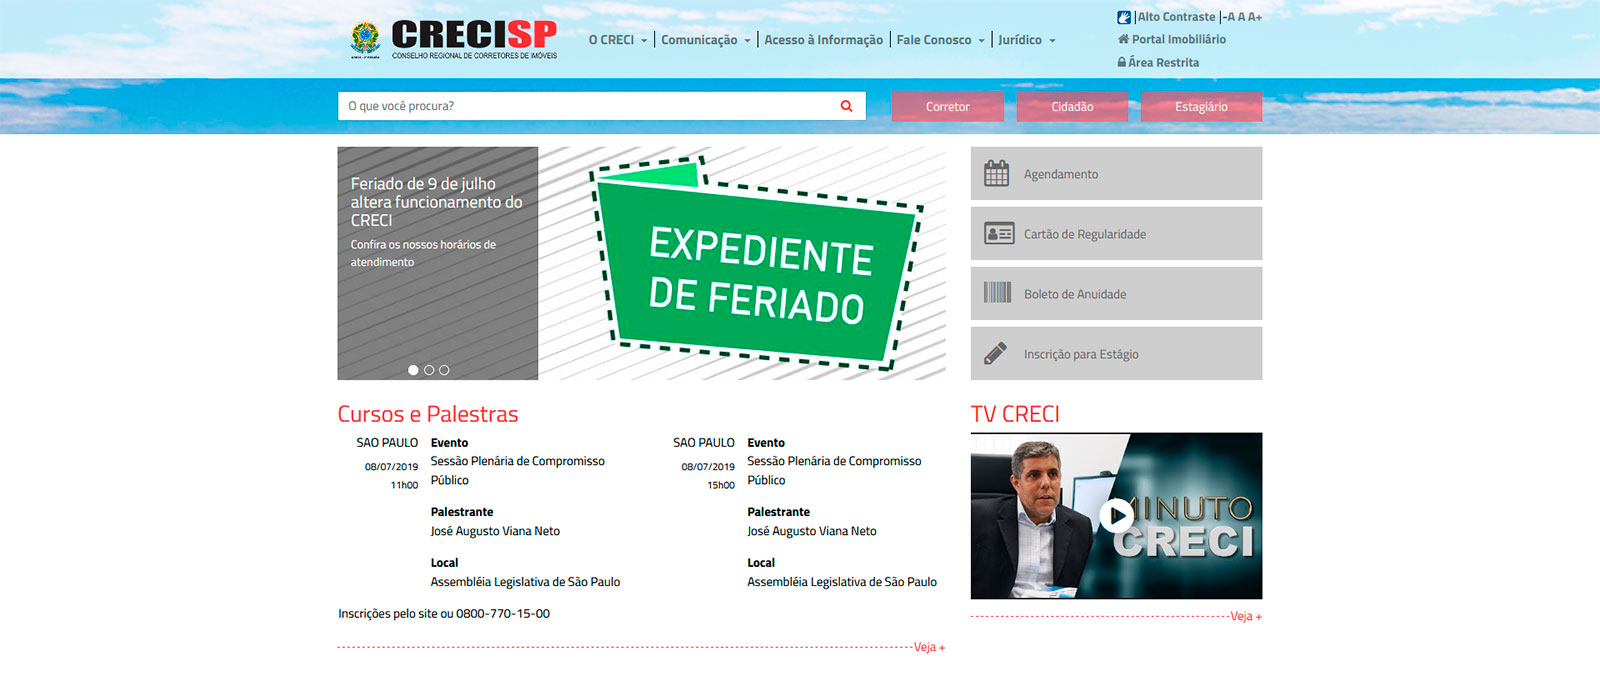 CRECISP
CONSELHO REGIONAL DE CORRETORES DE IMÓVEIS
O CRECI
Comunicação
Acesso à Informação
Fale Conosco
Jurídico
Alto Contraste |-A A A+
Portal Imobiliário
Área Restrita
O que você procura?
Corretor
Cidadão
Estagiário
Feriado de 9 de julho
altera funcionamento do
CRECI
Confira os nossos horários de
atendimento
EXPEDIENTE
DE FERIADO
Agendamento
Cartão de Regularidade
Boleto de Anuidade
Inscrição para Estágio
Cursos e Palestras
SAO PAULO
08/07/2019
11h00
Evento
Sessão Plenária de Compromisso
Público
Palestrante
José Augusto Viana Neto
Local
Assembléia Legislativa de São Paulo
SAO PAULO
08/07/2019
15h00
Evento
Sessão Plenária de Compromisso
Público
Palestrante
José Augusto Viana Neto
Local
Assembléia Legislativa de São Paulo
Inscrições pelo site ou 0800-770-15-00
Veja +
TV CRECI
MINUTO
CRECI
Veja +